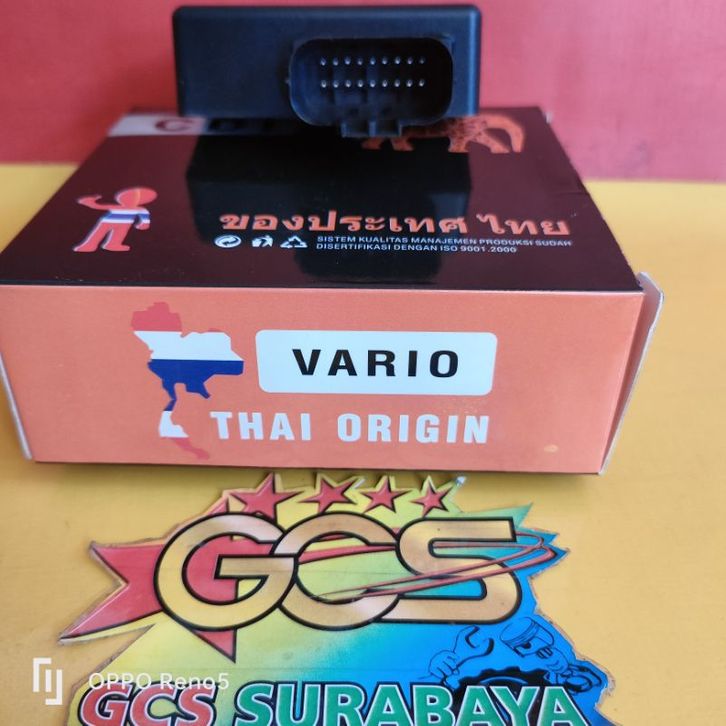 ของประเทศ ไทย
SISTEM KUALITAS MANAJEMEN PRODUKSI SUDAH
DISERTIFIKASI DENGAN ISO 9001.2000
VARIO
THAI ORIGIN
GCS
GCS SURABAYA
OPPO Reno5